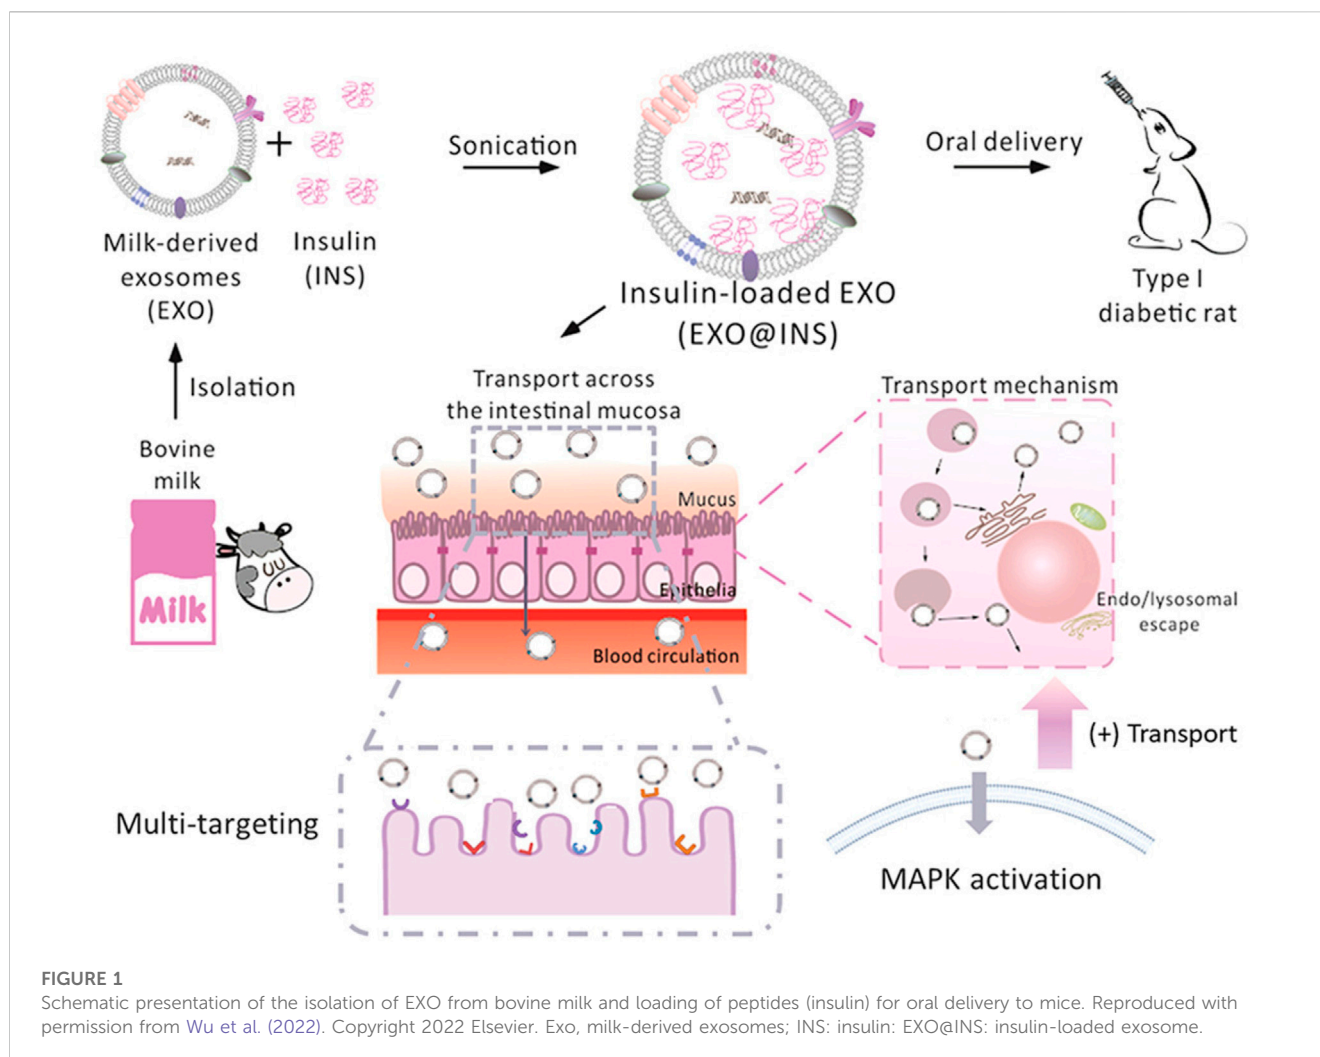 Milk-derived
exosomes
(EXO)
+
Insulin
(INS)
Sonication
Insulin-loaded EXO
(EXO@INS)
Oral delivery
Type I
diabetic rat
Isolation
Bovine
milk
Milk
Transport across
the intestinal mucosa
Mucus
Epithelia
Blood circulation
Transport mechanism
Endo/lysosomal
escape
(+) Transport
MAPK activation
Multi-targeting
FIGURE 1
Schematic presentation of the isolation of EXO from bovine milk and loading of peptides (insulin) for oral delivery to mice. Reproduced with
permission from Wu et al. (2022). Copyright 2022 Elsevier. Exo, milk-derived exosomes; INS: insulin: EXO@INS: insulin-loaded exosome.